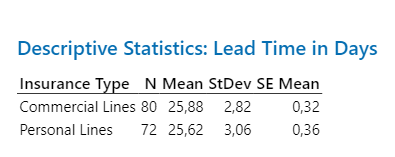 Descriptive Statistics: Lead Time in Days
Insurance Type N Mean StDev SE Mean
Commercial Lines 80 25,88 2,82 0,32
Personal Lines 72 25,62 3,06 0,36